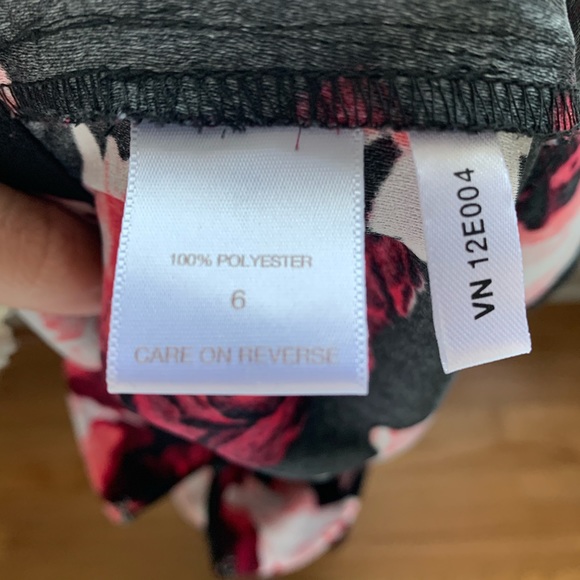 100% POLYESTER
6
CARE ON REVERSE
VN 12E004